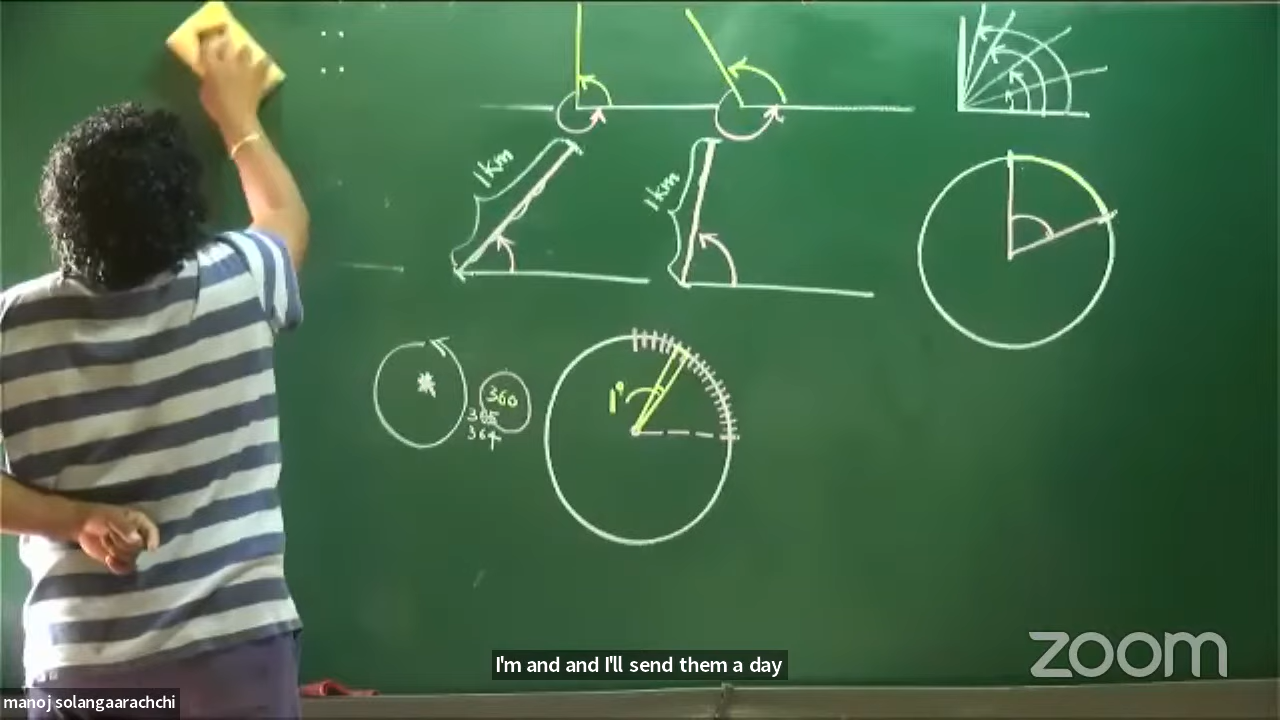 1km
1km
360
365
364
1°
I'm and and I'll send them a day
zoom
manoj solangaarachchi